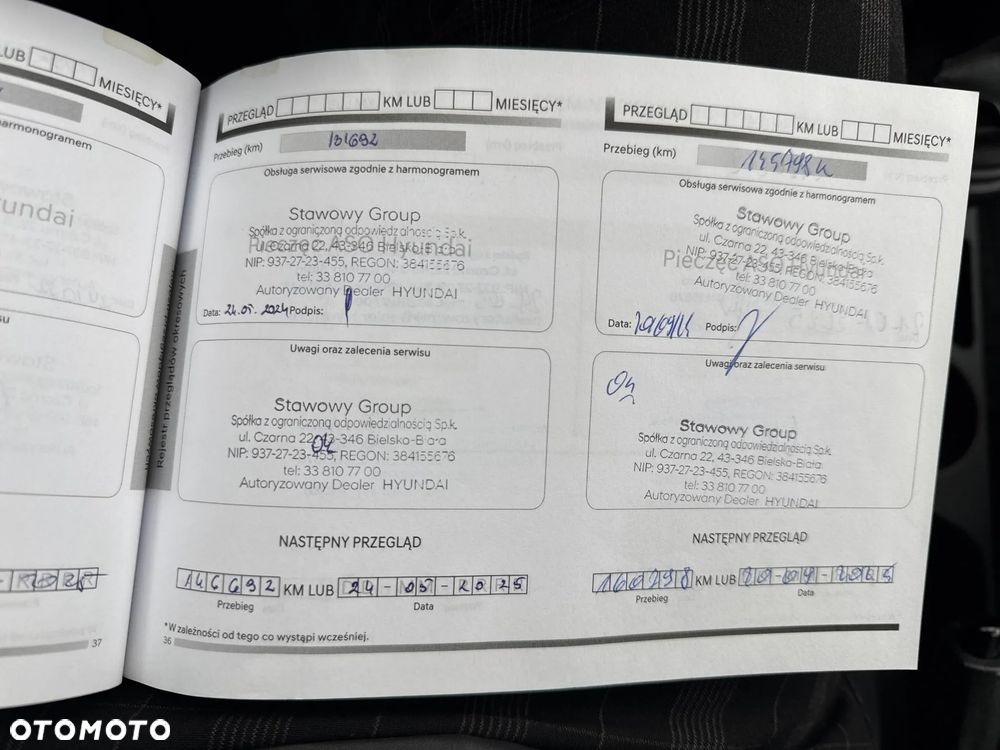 LUB MIESIĘCY*
harmonogramem
undai
su
37
Rejestr przeglądów okresowych
PRZEGLĄD KM LUB MIESIĘCY*
Przebieg (km) 131692
Obsługa serwisowa zgodnie z harmonogramem
Stawowy Group
Spółka z ograniczoną odpowiedzialnością Sp.k.
ul. Czarna 22, 43-346 Bielsko-Biała
NIP: 937-27-23-455, REGON: 384155676
tel: 33 810 77 00
Autoryzowany Dealer HYUNDAI
Data: 24.05.2024 Podpis:
Uwagi oraz zalecenia serwisu
Stawowy Group
Spółka z ograniczoną odpowiedzialnością Sp.k.
ul. Czarna 22, 43-346 Bielsko-Biała
NIP: 937-27-23-455, REGON: 384155676
tel: 33 810 77 00
Autoryzowany Dealer HYUNDAI
NASTĘPNY PRZEGLĄD
146692 KM LUB 24-05-2025
Przebieg Data
*W zależności od tego co wystąpi wcześniej.
36
PRZEGLĄD KM LUB MIESIĘCY*
Przebieg (km)
Obsługa serwisowa zgodnie z harmonogramem
Pieczęć ASO Hyundai
Stawowy Group
Spółka z ograniczoną odpowiedzialnością Sp.k.
ul. Czarna 22, 43-346 Bielsko-Biała
NIP: 937-27-23-455, REGON: 384155676
tel: 33 810 77 00
Autoryzowany Dealer HYUNDAI
Data: Podpis:
Uwagi oraz zalecenia serwisu
Stawowy Group
Spółka z ograniczoną odpowiedzialnością Sp.k.
ul. Czarna 22, 43-346 Bielsko-Biała
NIP: 937-27-23-455, REGON: 384155676
tel: 33 810 77 00
Autoryzowany Dealer HYUNDAI
NASTĘPNY PRZEGLĄD
160798 KM LUB
Przebieg Data
OTOMOTO